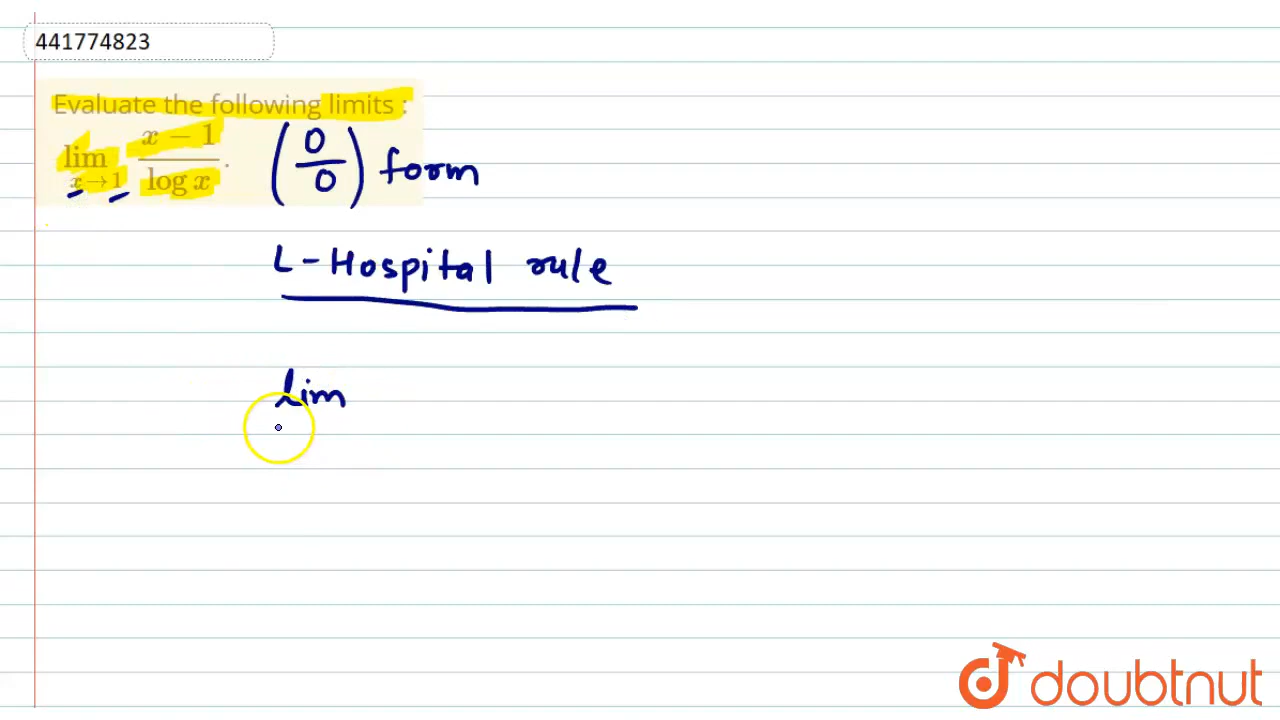 441774823
Evaluate the following limits :
lim x→1 x − 1 / log x .
(0/0) form
L-Hospital rule
lim
doubtnut